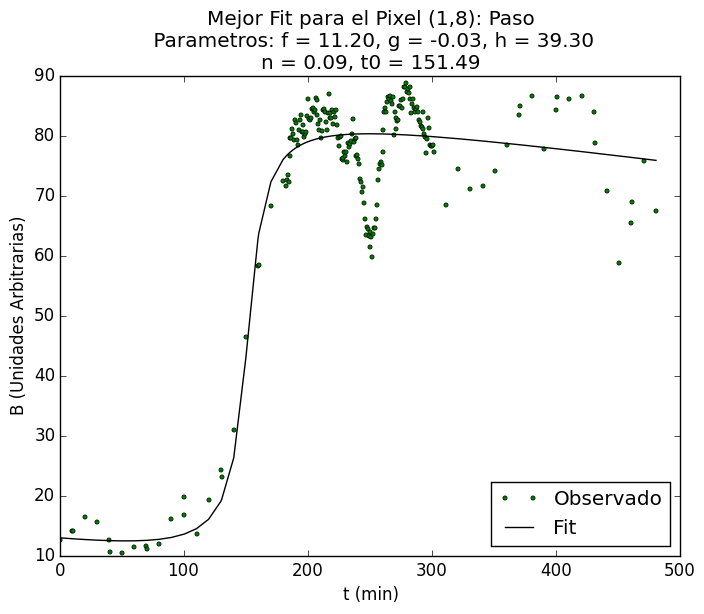 Mejor Fit para el Pixel (1,8): Paso
Parametros: f = 11.20, g = -0.03, h = 39.30
n = 0.09, t0 = 151.49
90
80
70
60
50
40
30
20
10
B (Unidades Arbitrarias)
Observado
Fit
0
100
200
300
400
500
t (min)